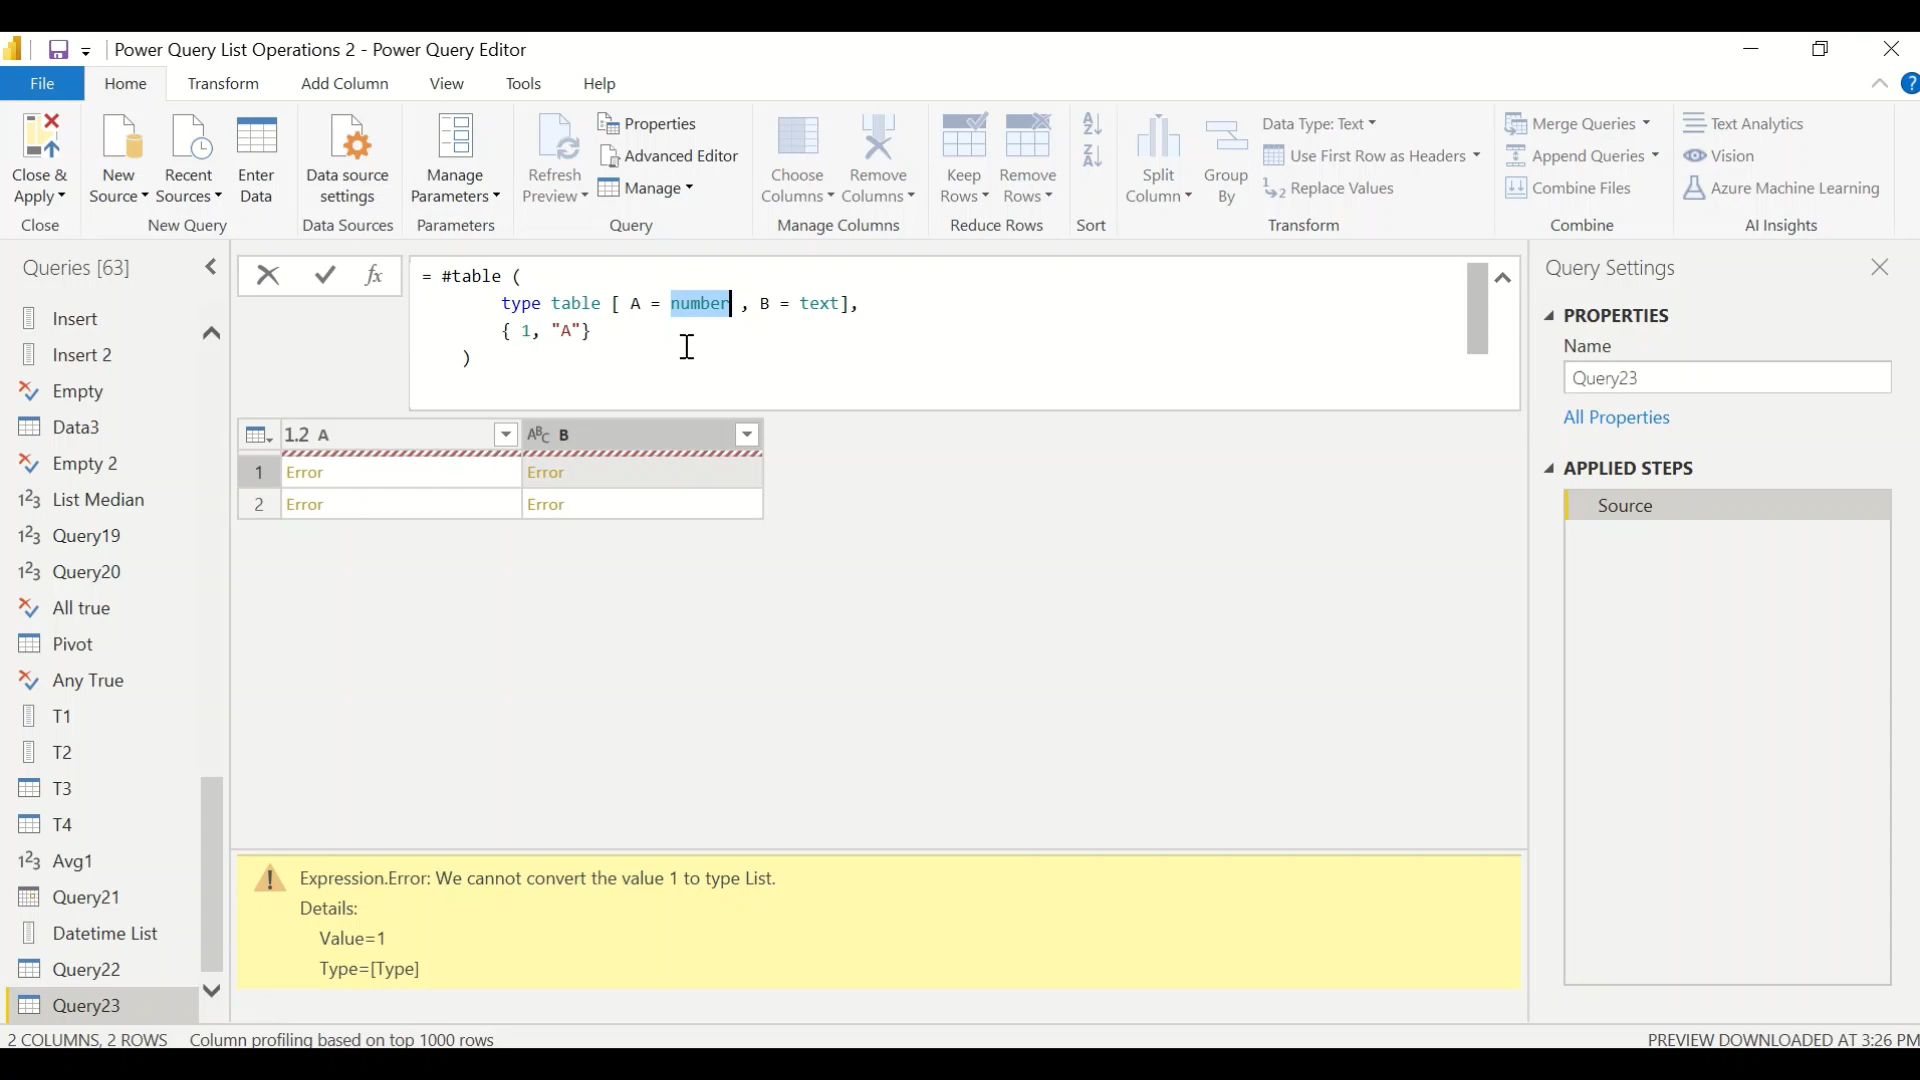 Power Query List Operations 2 - Power Query Editor
File Home Transform Add Column View Tools Help
?
Close & Apply
Close
New Source
Recent Sources
Enter Data
New Query
Data source settings
Data Sources
Manage Parameters
Parameters
Refresh Preview
Properties
Advanced Editor
Manage
Query
Choose Columns
Remove Columns
Manage Columns
Keep Rows
Remove Rows
Reduce Rows
A
Z
Z
A
Sort
Split Column
Group By
Data Type: Text
Use First Row as Headers
1
2
Replace Values
Transform
Merge Queries
Append Queries
Combine Files
Combine
Text Analytics
Vision
Azure Machine Learning
AI Insights
Queries [63]
Insert
Insert 2
Empty
Data3
Empty 2
123 List Median
123 Query19
123 Query20
All true
Pivot
Any True
T1
T2
T3
T4
123 Avg1
Query21
Datetime List
Query22
Query23
fx
= #table (
type table [ A = number , B = text],
{ 1, "A"}
)
1.2 A
ABC B
1 Error Error
2 Error Error
Expression.Error: We cannot convert the value 1 to type List.
Details:
Value=1
Type=[Type]
Query Settings
PROPERTIES
Name
Query23
All Properties
APPLIED STEPS
Source
2 COLUMNS, 2 ROWS Column profiling based on top 1000 rows
PREVIEW DOWNLOADED AT 3:26 PM